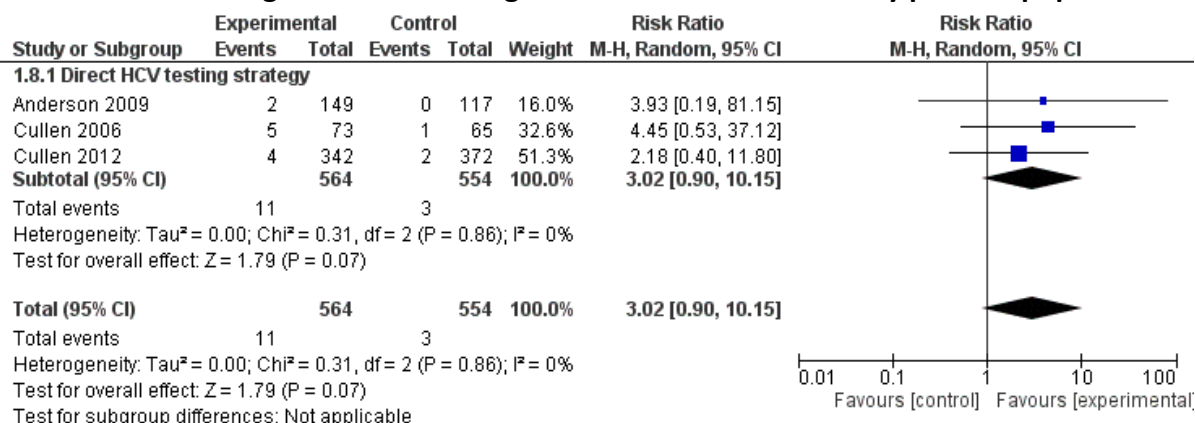 Experimental Control Risk Ratio Risk Ratio
Study or Subgroup Events Total Events Total Weight M-H, Random, 95% CI M-H, Random, 95% CI
1.8.1 Direct HCV testing strategy
Anderson 2009 2 149 0 117 16.0% 3.93 [0.19, 81.15]
Cullen 2006 5 73 1 65 32.6% 4.45 [0.53, 37.12]
Cullen 2012 4 342 2 372 51.3% 2.18 [0.40, 11.80]
Subtotal (95% CI) 564 554 100.0% 3.02 [0.90, 10.15]
Total events 11 3
Heterogeneity: Tau² = 0.00; Chi² = 0.31, df = 2 (P = 0.86); I² = 0%
Test for overall effect: Z = 1.79 (P = 0.07)
Total (95% CI) 564 554 100.0% 3.02 [0.90, 10.15]
Total events 11 3
Heterogeneity: Tau² = 0.00; Chi² = 0.31, df = 2 (P = 0.86); I² = 0%
Test for overall effect: Z = 1.79 (P = 0.07)
Test for subgroup differences: Not applicable
0.01 0.1 1 10 100
Favours [control] Favours [experimental]